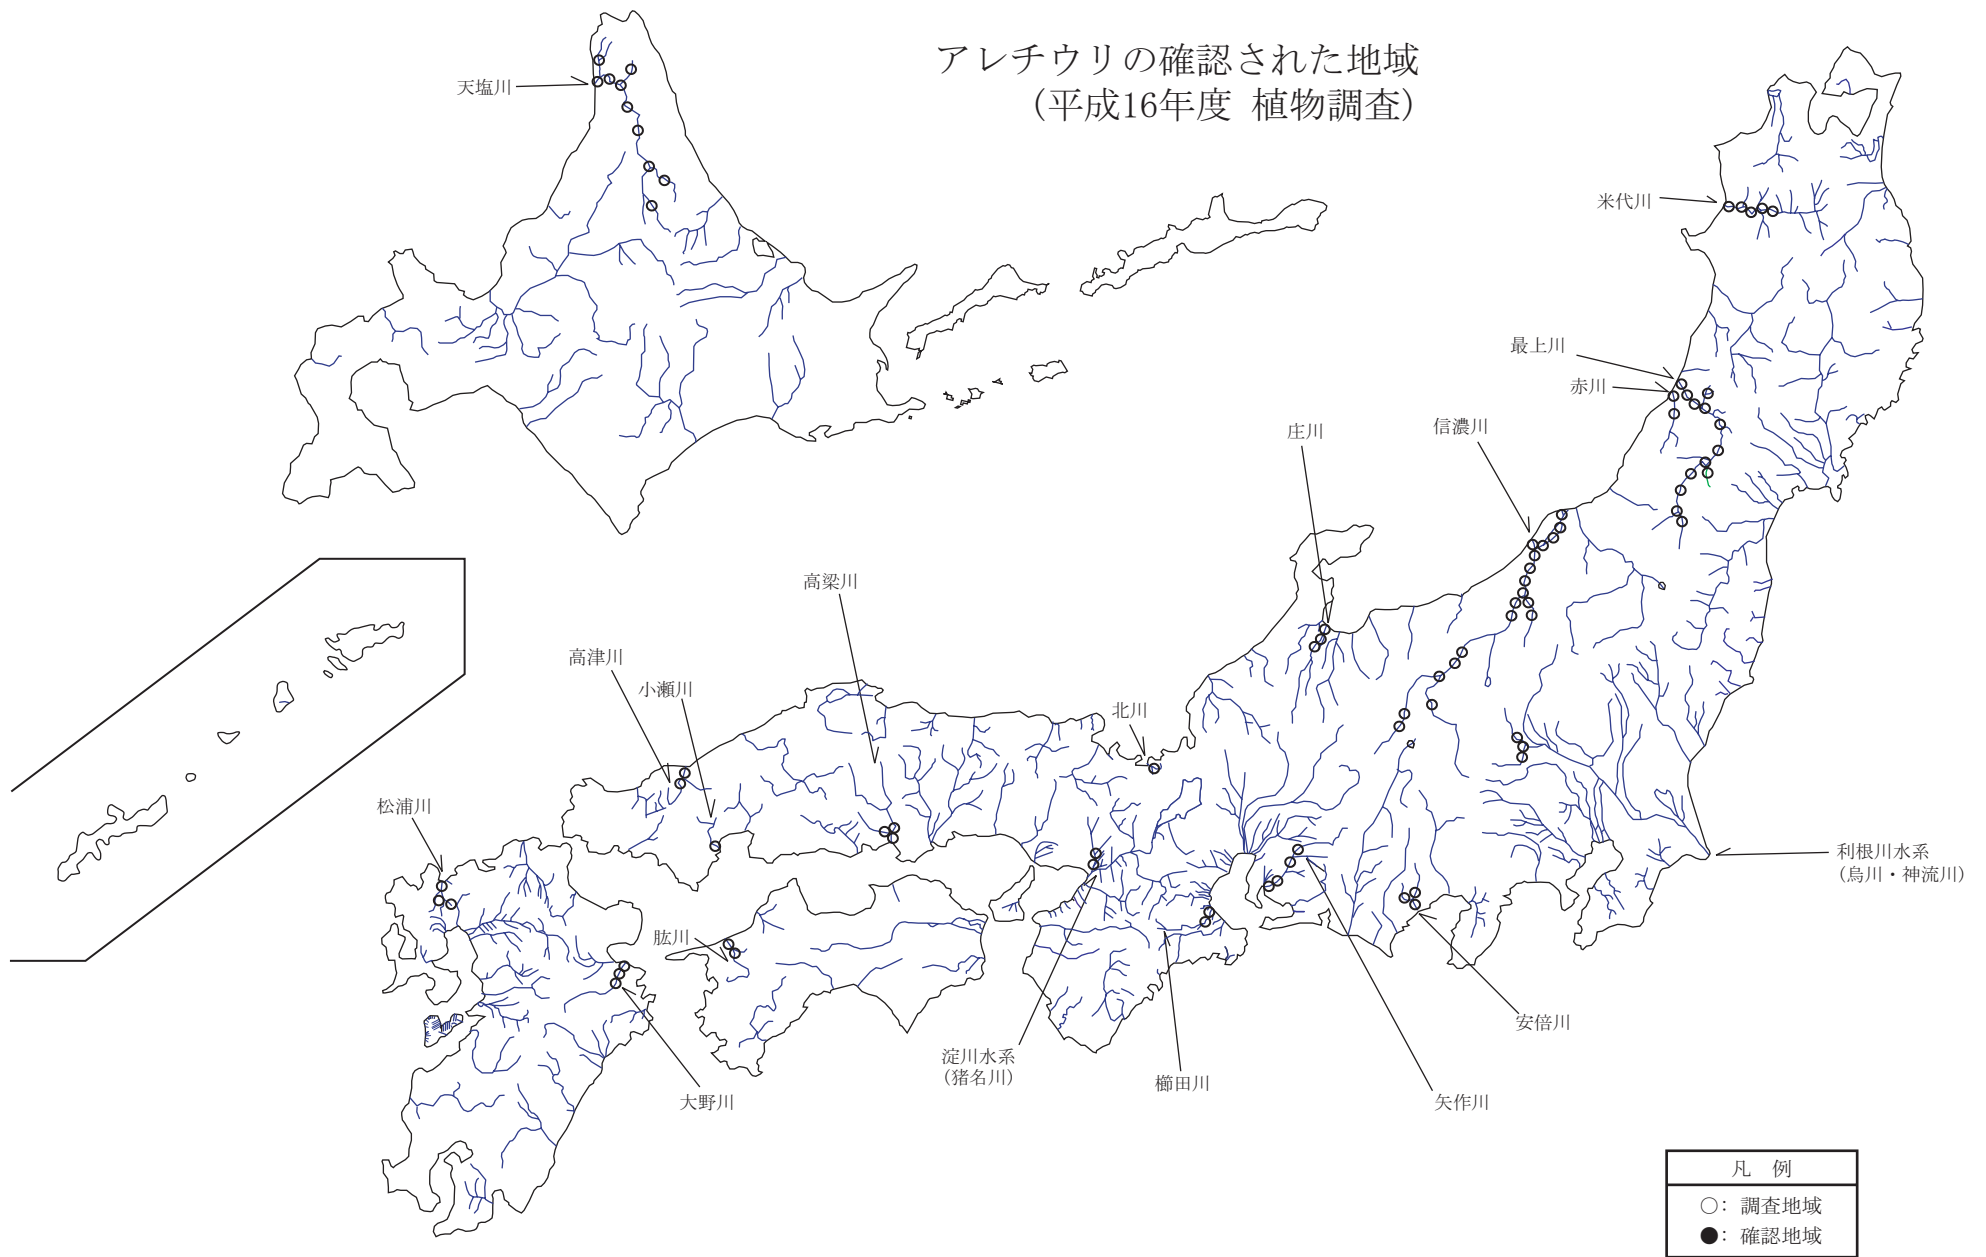 アレチウリの確認された地域
(平成16年度 植物調査)
天塩川
米代川
最上川
赤川
信濃川
庄川
高梁川
高津川
小瀬川
北川
松浦川
利根川水系
(烏川・神流川)
肱川
安倍川
淀川水系
(猪名川)
櫛田川
矢作川
大野川
凡 例
○: 調査地域
●: 確認地域